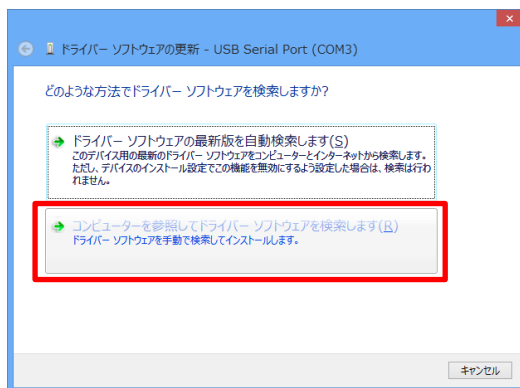 ドライバー ソフトウェアの更新 - USB Serial Port (COM3)
どのような方法でドライバー ソフトウェアを検索しますか?
ドライバー ソフトウェアの最新版を自動検索します(S)
このデバイス用の最新のドライバー ソフトウェアをコンピューターとインターネットから検索します。
ただし、デバイスのインストール設定でこの機能を無効にするよう設定した場合は、検索は行わ
れません。
コンピューターを参照してドライバー ソフトウェアを検索します(R)
ドライバー ソフトウェアを手動で検索してインストールします。
キャンセル